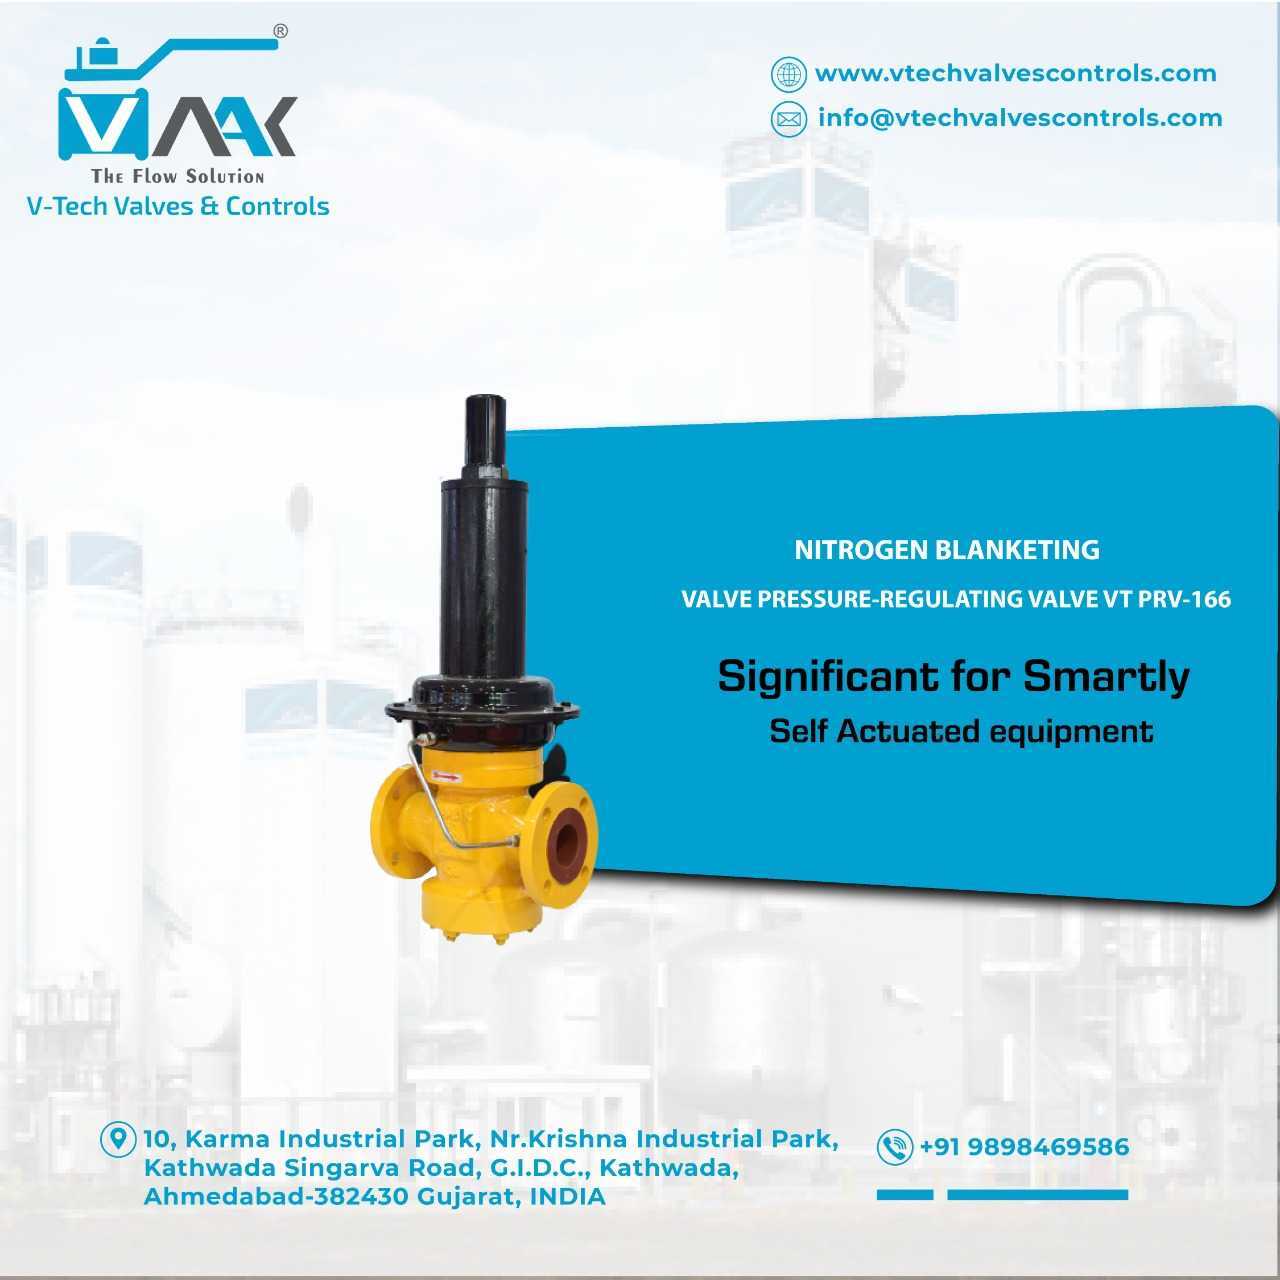 ®
VAAK
The Flow Solution
V-Tech Valves & Controls
www.vtechvalvescontrols.com
info@vtechvalvescontrols.com
NITROGEN BLANKETING
VALVE PRESSURE-REGULATING VALVE VT PRV-166
Significant for Smartly
Self Actuated equipment
10, Karma Industrial Park, Nr.Krishna Industrial Park,
Kathwada Singarva Road, G.I.D.C., Kathwada,
Ahmedabad-382430 Gujarat, INDIA
+91 9898469586